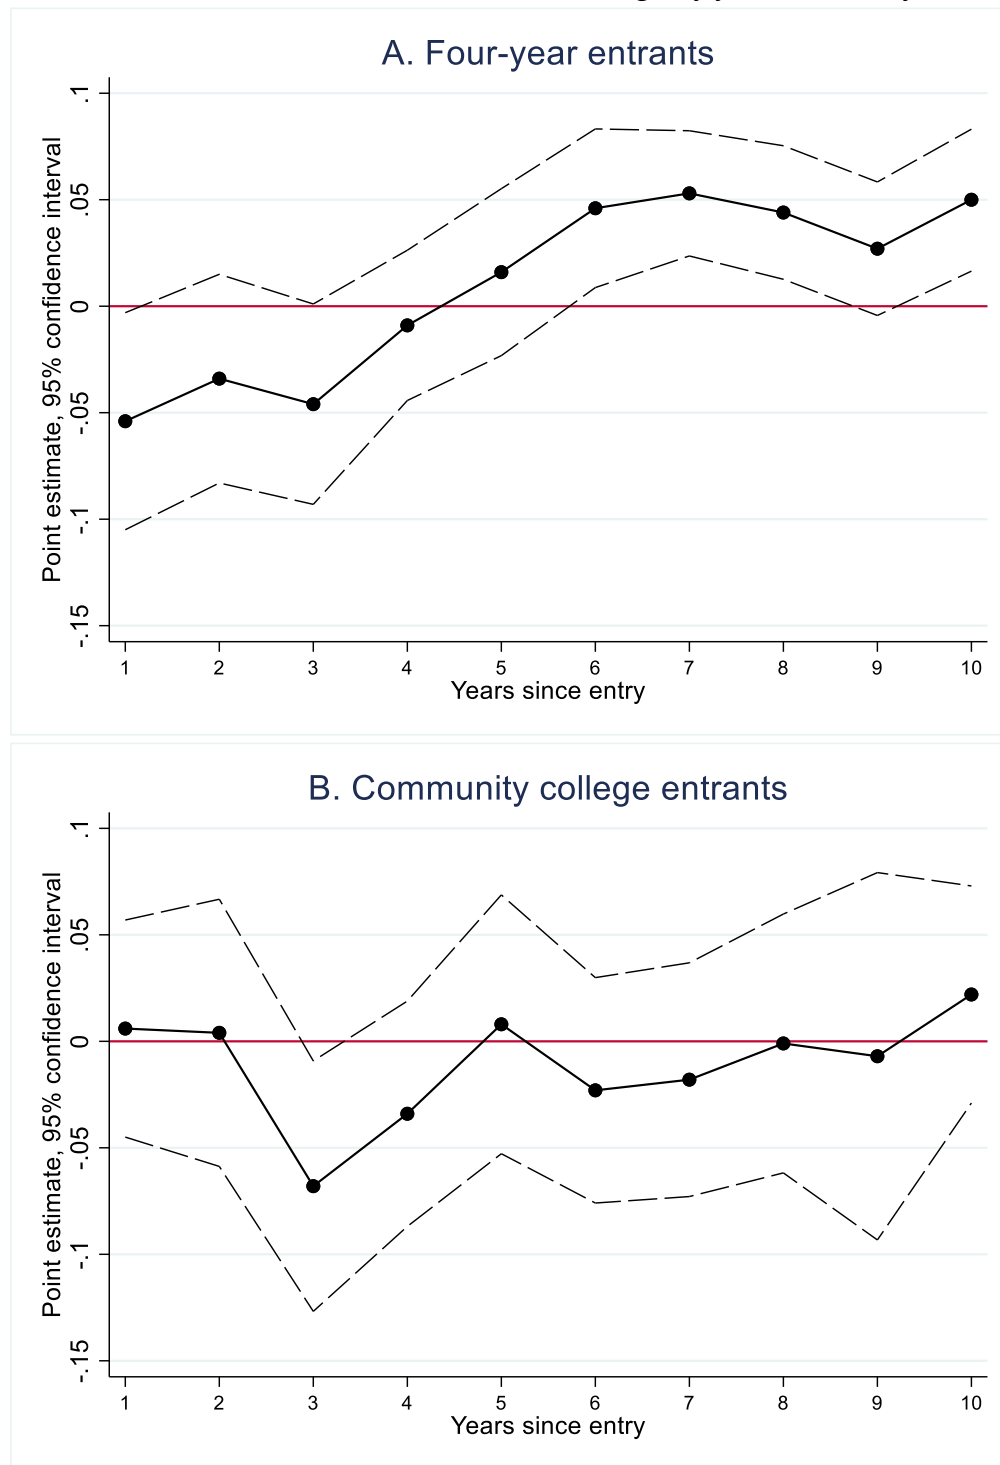 A. Four-year entrants
Point estimate, 95% confidence interval
.1
.05
0
-.05
-.1
-.15
1 2 3 4 5 6 7 8 9 10
Years since entry
B. Community college entrants
Point estimate, 95% confidence interval
.1
.05
0
-.05
-.1
-.15
1 2 3 4 5 6 7 8 9 10
Years since entry